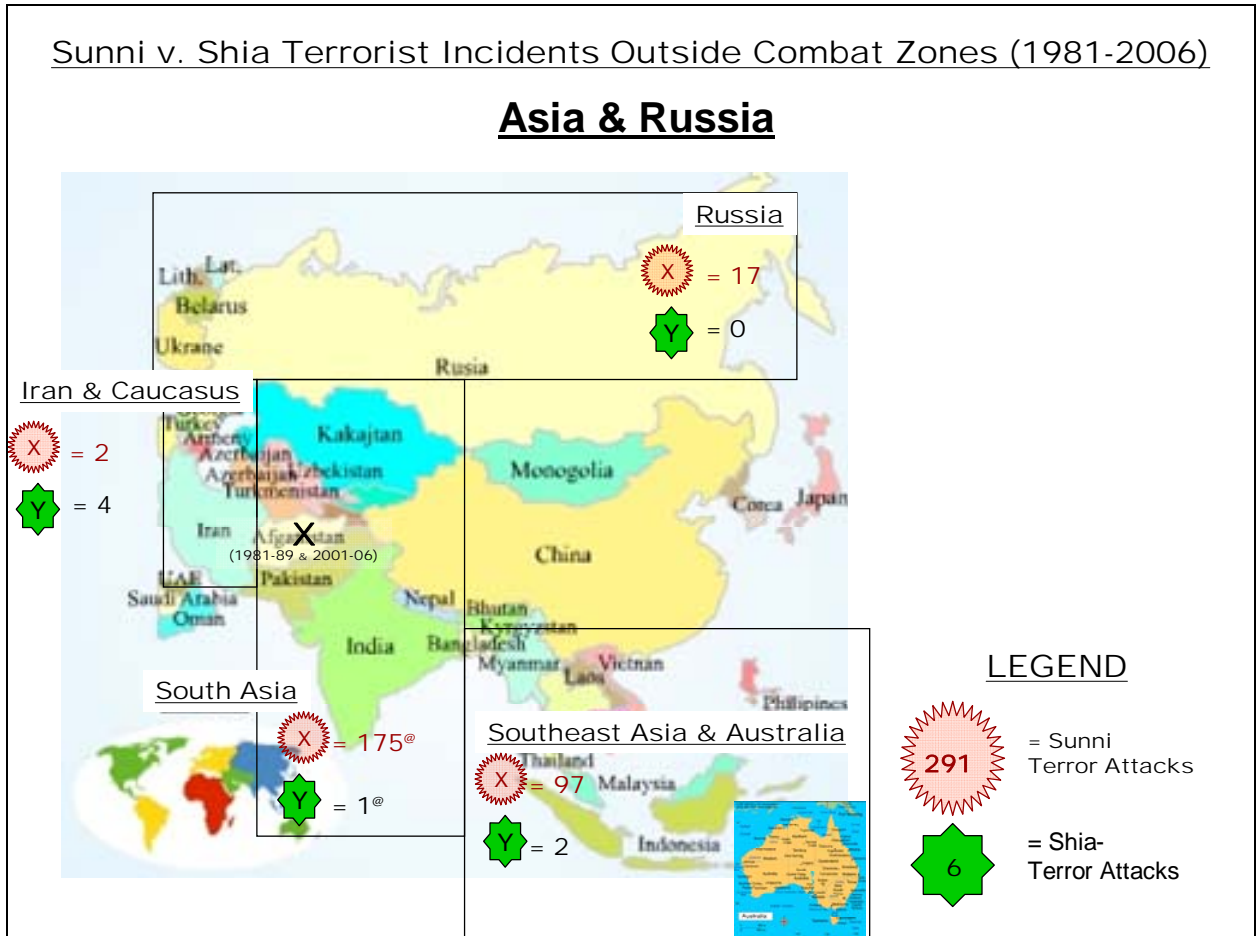 Sunni v. Shia Terrorist Incidents Outside Combat Zones (1981-2006)
Asia & Russia
Russia
X = 17
Y = 0
Lith. Lat.
Belarus
Ukrane
Rusia
Iran & Caucasus
X = 2
Y = 4
Turkey
Armeny
Azerbaijan
Azerbaijan
Uzbekistan
Turkmenistan
Kakajtan
Monogolia
Corea
Japan
Iran
Afganistan
X
(1981-89 & 2001-06)
China
UAE
Pakistan
Saudi Arabia
Oman
Nepal
Bhutan
Kyrgyzstan
India
Bangladesh
Myanmar
Laos
Vietnan
Philipines
South Asia
X = 175@
Y = 1@
Southeast Asia & Australia
Thailand
X = 97
Malaysia
Y = 2
Indonesia
Australia
LEGEND
291 = Sunni
Terror Attacks
6 = Shia-
Terror Attacks